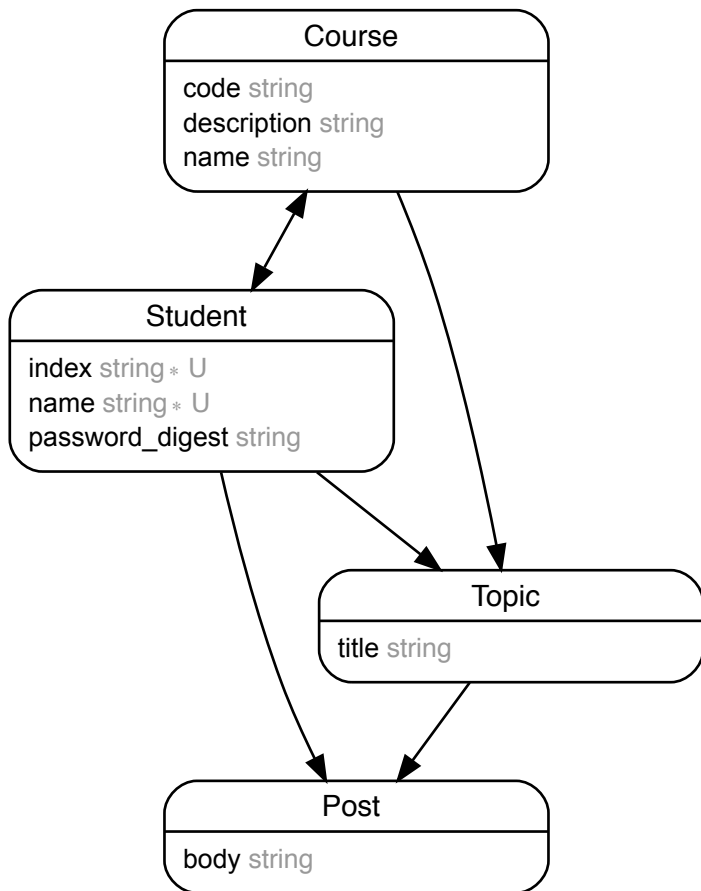 Course
code string
description string
name string
Student
index string * U
name string * U
password_digest string
Topic
title string
Post
body string